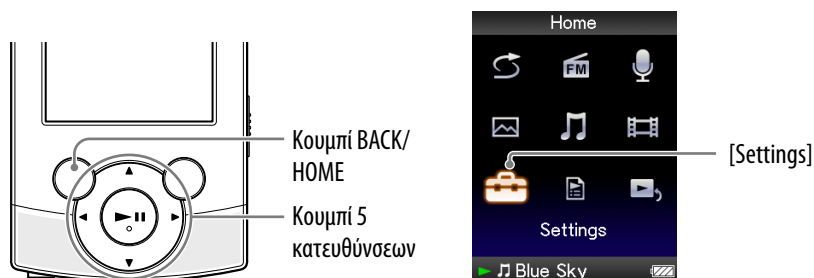 Κουμπί BACK/
HOME
Κουμπί 5
κατευθύνσεων
Home
FM
[Settings]
Settings
Blue Sky